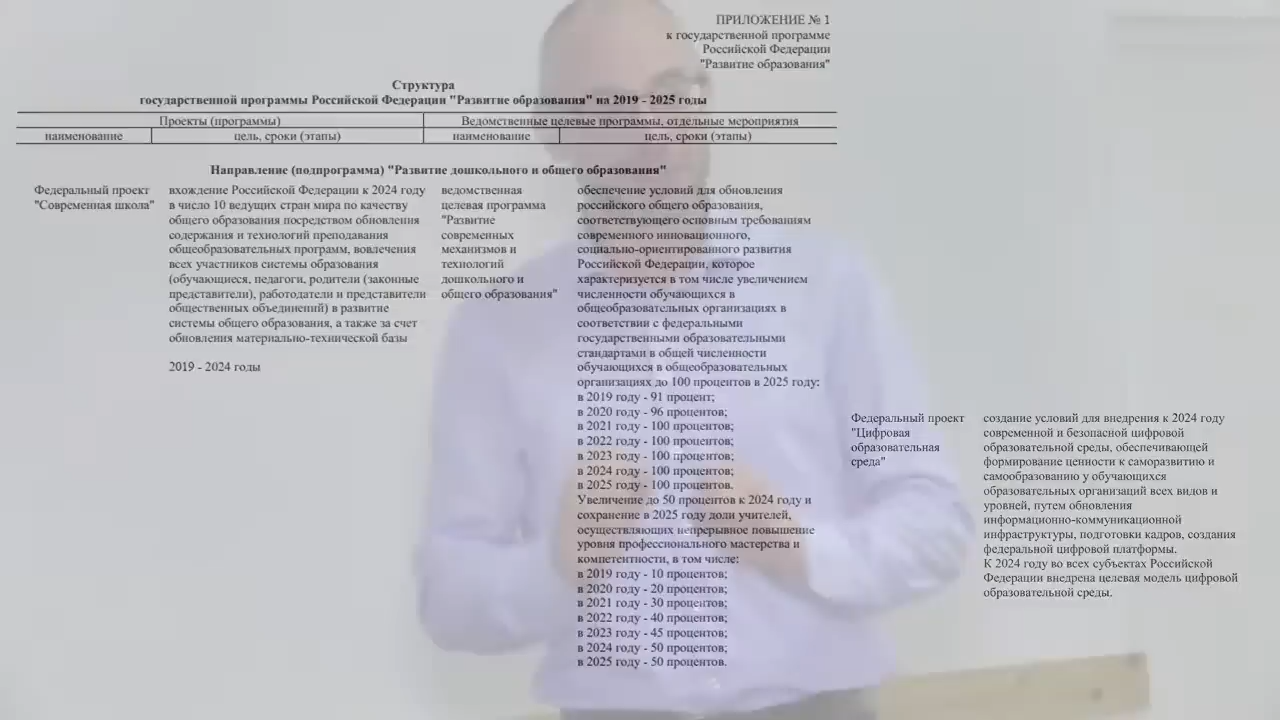 ПРИЛОЖЕНИЕ № 1
к государственной программе
Российской Федерации
"Развитие образования"
Структура
государственной программы Российской Федерации "Развитие образования" на 2019 - 2025 годы
Проекты (программы)
Ведомственные целевые программы, отдельные мероприятия
наименование
цель, сроки (этапы)
наименование
цель, сроки (этапы)
Направление (подпрограмма) "Развитие дошкольного и общего образования"
Федеральный проект
"Современная школа"
вхождение Российской Федерации к 2024 году
в число 10 ведущих стран мира по качеству
общего образования посредством обновления
содержания и технологий преподавания
общеобразовательных программ, вовлечения
всех участников системы образования
(обучающиеся, педагоги, родители (законные
представители), работодатели и представители
общественных объединений) в развитие
системы общего образования, а также за счет
обновления материально-технической базы
2019 - 2024 годы
ведомственная
целевая программа
"Развитие
современных
механизмов и
технологий
дошкольного и
общего образования"
обеспечение условий для обновления
российского общего образования,
соответствующего основным требованиям
современного инновационного,
социально-ориентированного развития
Российской Федерации, которое
характеризуется в том числе увеличением
численности обучающихся в
общеобразовательных организациях в
соответствии с федеральными
государственными образовательными
стандартами в общей численности
обучающихся в общеобразовательных
организациях до 100 процентов в 2025 году:
в 2019 году - 91 процент;
в 2020 году - 96 процентов;
в 2021 году - 100 процентов;
в 2022 году - 100 процентов;
в 2023 году - 100 процентов;
в 2024 году - 100 процентов;
в 2025 году - 100 процентов.
Увеличение до 50 процентов к 2024 году и
сохранение в 2025 году доли учителей,
осуществляющих непрерывное повышение
уровня профессионального мастерства и
компетентности, в том числе:
в 2019 году - 10 процентов;
в 2020 году - 20 процентов;
в 2021 году - 30 процентов;
в 2022 году - 40 процентов;
в 2023 году - 45 процентов;
в 2024 году - 50 процентов;
в 2025 году - 50 процентов.
Федеральный проект
"Цифровая
образовательная
среда"
создание условий для внедрения к 2024 году
современной и безопасной цифровой
образовательной среды, обеспечивающей
формирование ценности к саморазвитию и
самообразованию у обучающихся
образовательных организаций всех видов и
уровней, путем обновления
информационно-коммуникационной
инфраструктуры, подготовки кадров, создания
федеральной цифровой платформы.
К 2024 году во всех субъектах Российской
Федерации внедрена целевая модель цифровой
образовательной среды.